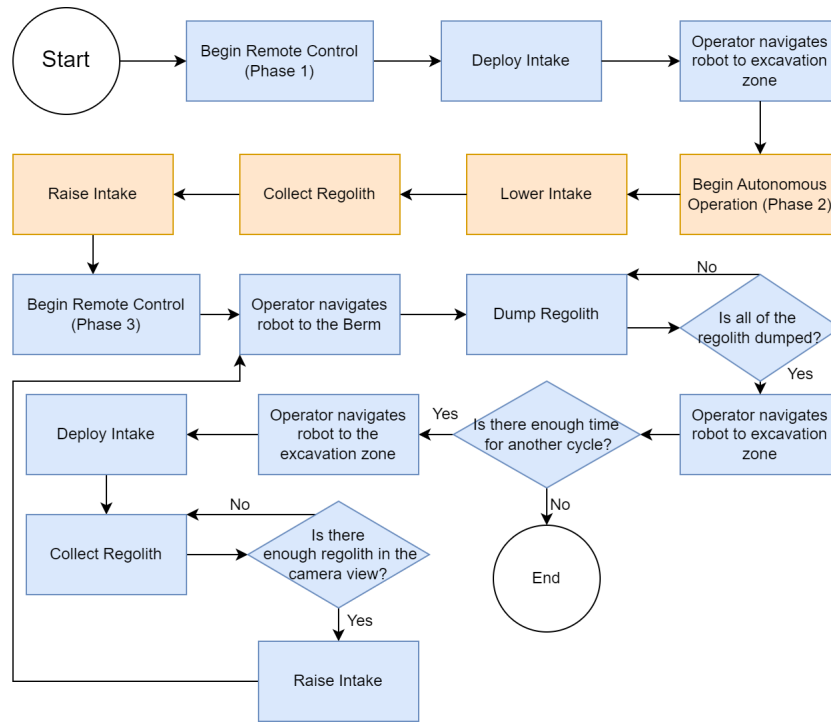 Start
Begin Remote Control
(Phase 1)
Deploy Intake
Operator navigates
robot to excavation
zone
Raise Intake
Collect Regolith
Lower Intake
Begin Autonomous
Operation (Phase 2)
Begin Remote Control
(Phase 3)
Operator navigates
robot to the Berm
Dump Regolith
No
Is all of the
regolith dumped?
Yes
Deploy Intake
Operator navigates
robot to the
excavation zone
Yes
Is there enough time
for another cycle?
Operator navigates
robot to excavation
zone
No
Collect Regolith
No
Is there
enough regolith in the
camera view?
End
Yes
Raise Intake